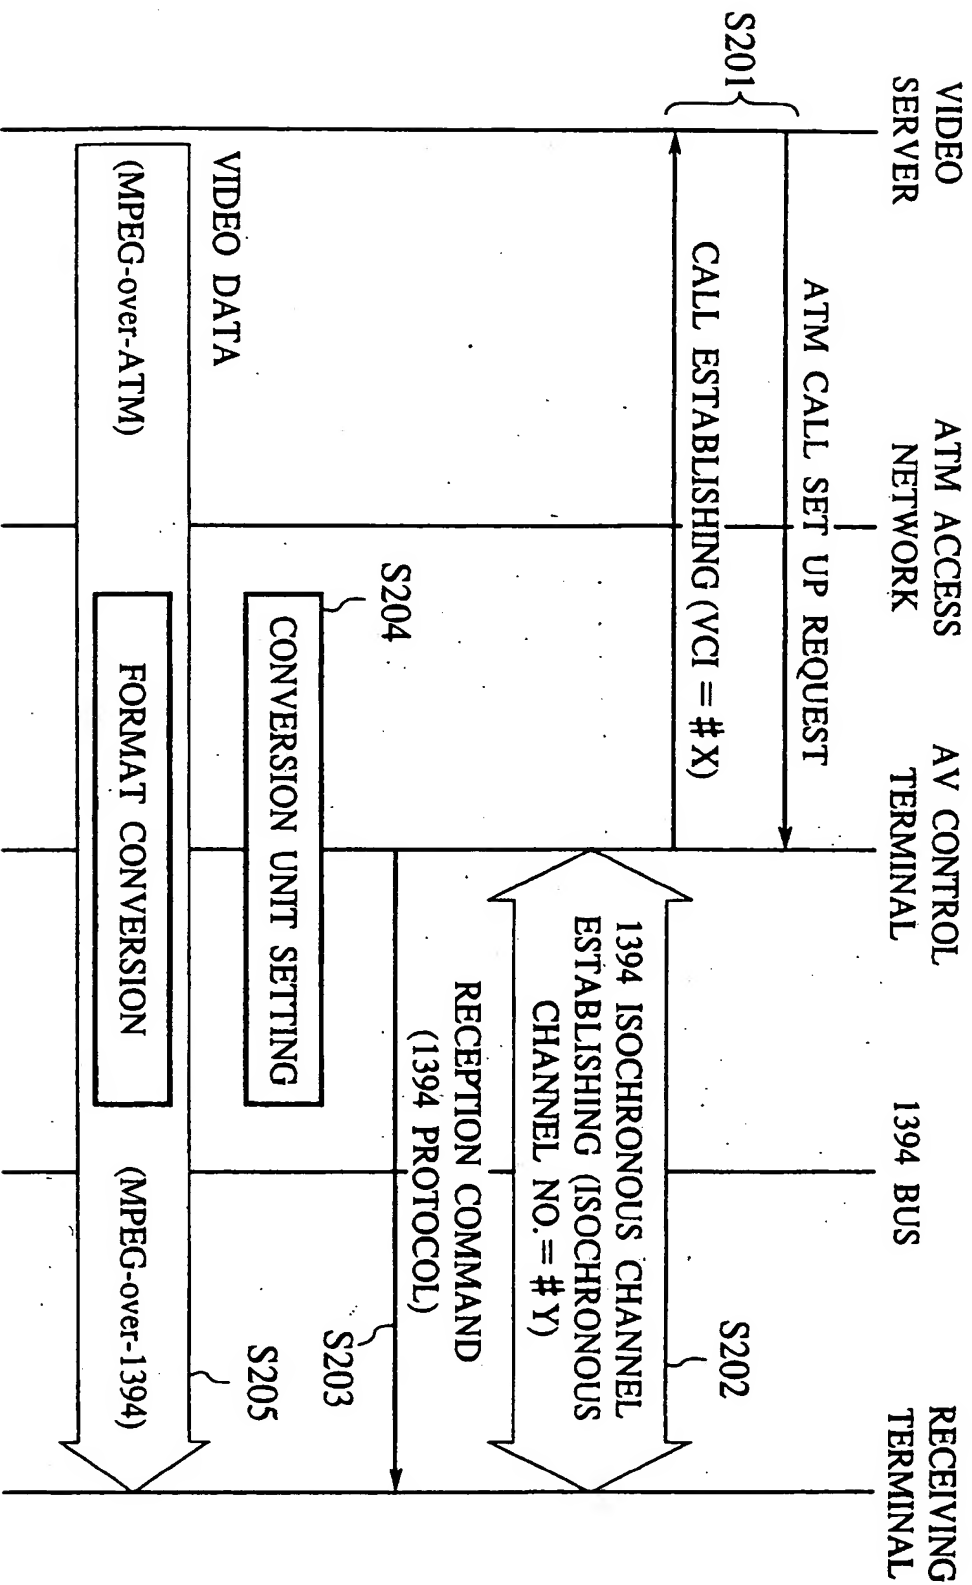 VIDEO
SERVER
ATM ACCESS
NETWORK
AV CONTROL
TERMINAL
1394 BUS
RECEIVING
TERMINAL
S201
ATM CALL SET UP REQUEST
CALL ESTABLISHING (VCI = #X)
S202
1394 ISOCHRONOUS CHANNEL
ESTABLISHING (ISOCHRONOUS
CHANNEL NO. = #Y)
RECEPTION COMMAND
(1394 PROTOCOL)
S203
S204
CONVERSION UNIT SETTING
VIDEO DATA
S205
(MPEG-over-ATM)
FORMAT CONVERSION
(MPEG-over-1394)